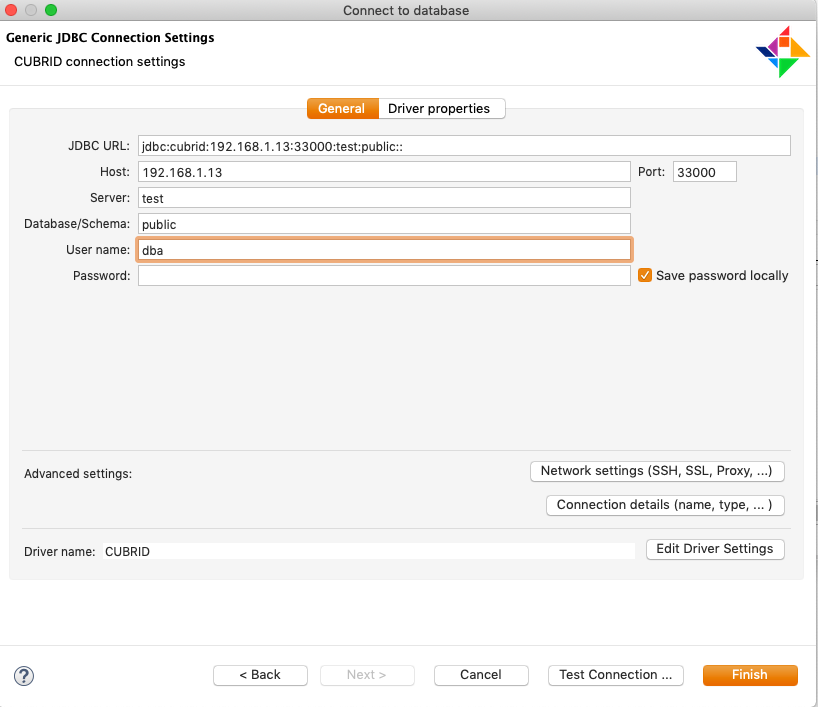 Connect to database
Generic JDBC Connection Settings
CUBRID connection settings
General Driver properties
JDBC URL: jdbc:cubrid:192.168.1.13:33000:test:public::
Host: 192.168.1.13 Port: 33000
Server: test
Database/Schema: public
User name: dba
Password: Save password locally
Advanced settings: Network settings (SSH, SSL, Proxy, ...)
Connection details (name, type, ... )
Driver name: CUBRID Edit Driver Settings
? < Back Next > Cancel Test Connection ... Finish